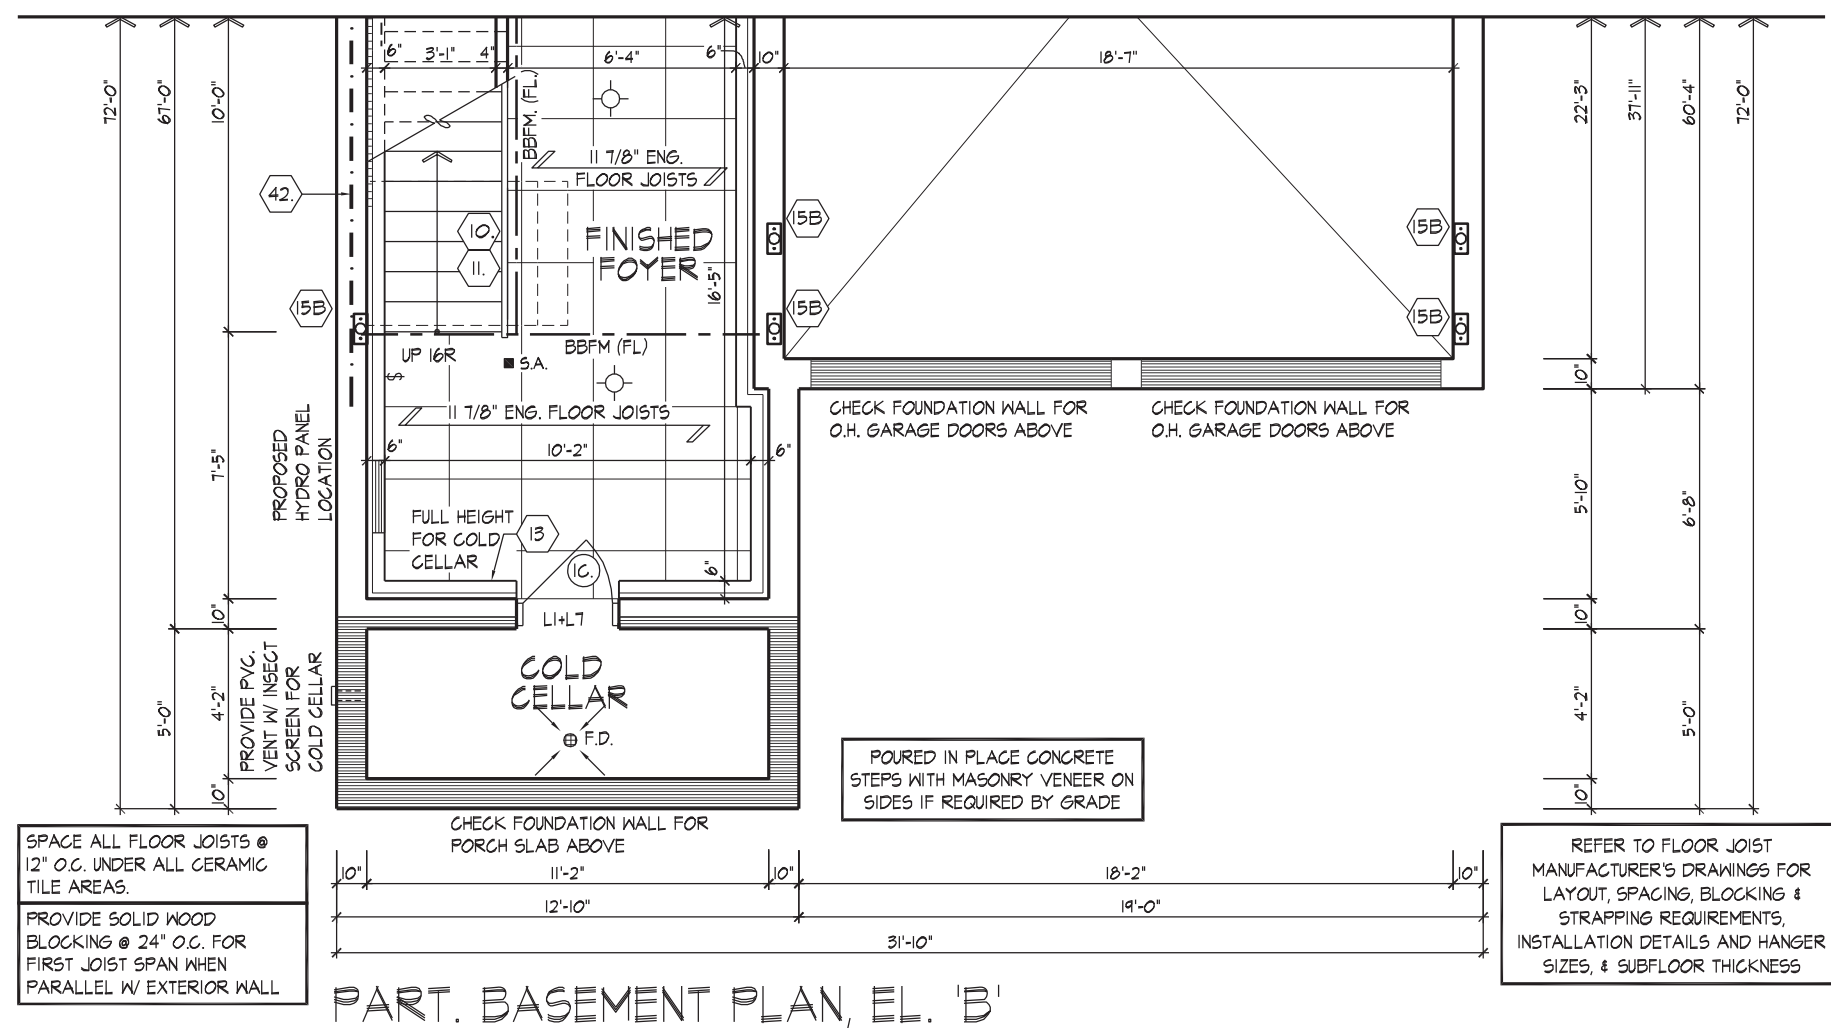 6" 3'-1" 4" 6'-4" 6" 10" 18'-7"
72'-0"
67'-0"
10'-0"
22'-3"
37'-11"
60'-4"
72'-0"
BBFM. (FL.)
11 7/8" ENG.
FLOOR JOISTS
42.
10.
11.
FINISHED
FOYER
16'-5"
15B
15B
15B
15B
15B
UP 16R
S.A.
BBFM (FL)
$
11 7/8" ENG. FLOOR JOISTS
6" 10'-2" 6"
7'-5"
PROPOSED
HYDRO PANEL
LOCATION
CHECK FOUNDATION WALL FOR
O.H. GARAGE DOORS ABOVE
CHECK FOUNDATION WALL FOR
O.H. GARAGE DOORS ABOVE
10"
5'-10"
6'-8"
FULL HEIGHT
FOR COLD
CELLAR
13
1C.
6"
L1+L7
10"
10"
COLD
CELLAR
F.D.
5'-0"
4'-2"
10"
PROVIDE PVC.
VENT W/ INSECT
SCREEN FOR
COLD CELLAR
4'-2"
5'-0"
10"
POURED IN PLACE CONCRETE
STEPS WITH MASONRY VENEER ON
SIDES IF REQUIRED BY GRADE
CHECK FOUNDATION WALL FOR
PORCH SLAB ABOVE
SPACE ALL FLOOR JOISTS @
12" O.C. UNDER ALL CERAMIC
TILE AREAS.
PROVIDE SOLID WOOD
BLOCKING @ 24" O.C. FOR
FIRST JOIST SPAN WHEN
PARALLEL W/ EXTERIOR WALL
10" 11'-2" 10" 18'-2" 10"
12'-10" 19'-0"
31'-10"
REFER TO FLOOR JOIST
MANUFACTURER'S DRAWINGS FOR
LAYOUT, SPACING, BLOCKING &
STRAPPING REQUIREMENTS,
INSTALLATION DETAILS AND HANGER
SIZES, & SUBFLOOR THICKNESS
PART. BASEMENT PLAN, EL. 'B'